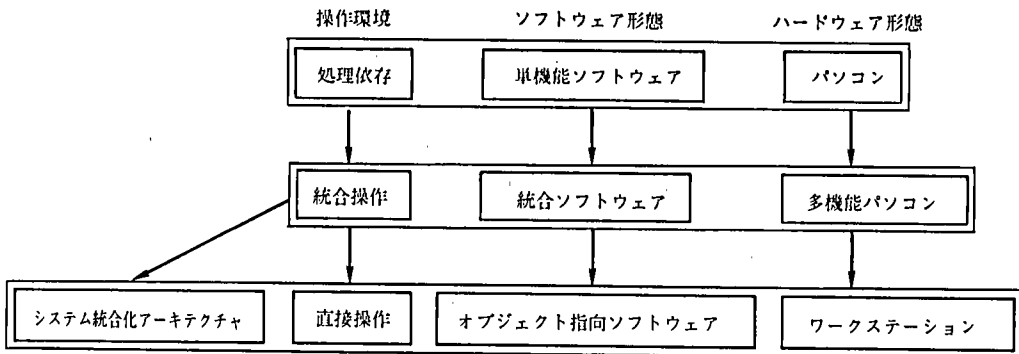 操作環境 ソフトウェア形態 ハードウェア形態
処理依存 単機能ソフトウェア パソコン
統合操作 統合ソフトウェア 多機能パソコン
システム統合化アーキテクチャ 直接操作 オブジェクト指向ソフトウェア ワークステーション